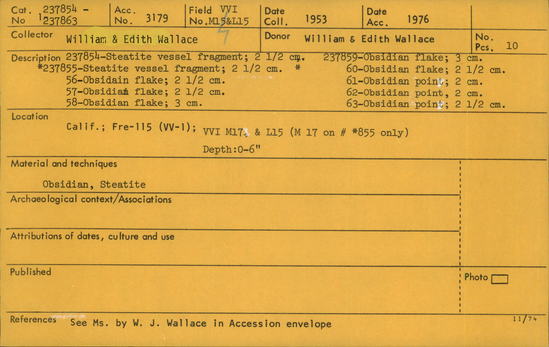 Cat. No 237854 - 237863 Acc. No. 3179 Field No. VVI M15&L15 Date Coll. 1953 Date Acc. 1976
Collector William & Edith Wallace Donor William & Edith Wallace No. Pcs. 10
Description 237854-Steatite vessel fragment; 2 1/2 cm. 237859-Obsidian flake; 3 cm.
*237855-Steatite vessel fragment; 2 1/2 cm. * 60-Obsidian flake; 2 1/2 cm.
56-Obsidain flake; 2 1/2 cm. 61-Obsidian point; 2 cm.
57-Obsidian flake; 2 1/2 cm. 62-Obsidian point, 2 cm.
58-Obsidian flake; 3 cm. 63-Obsidian point; 2 1/2 cm.
Location
Calif.; Fre-115 (VV-1); VVI M17 & L15 (M 17 on # *855 only)
Depth:0-6"
Material and techniques
Obsidian, Steatite
Archaeological context/Associations
Attributions of dates, culture and use
Published
Photo
References See Ms. by W. J. Wallace in Accession envelope
11/74